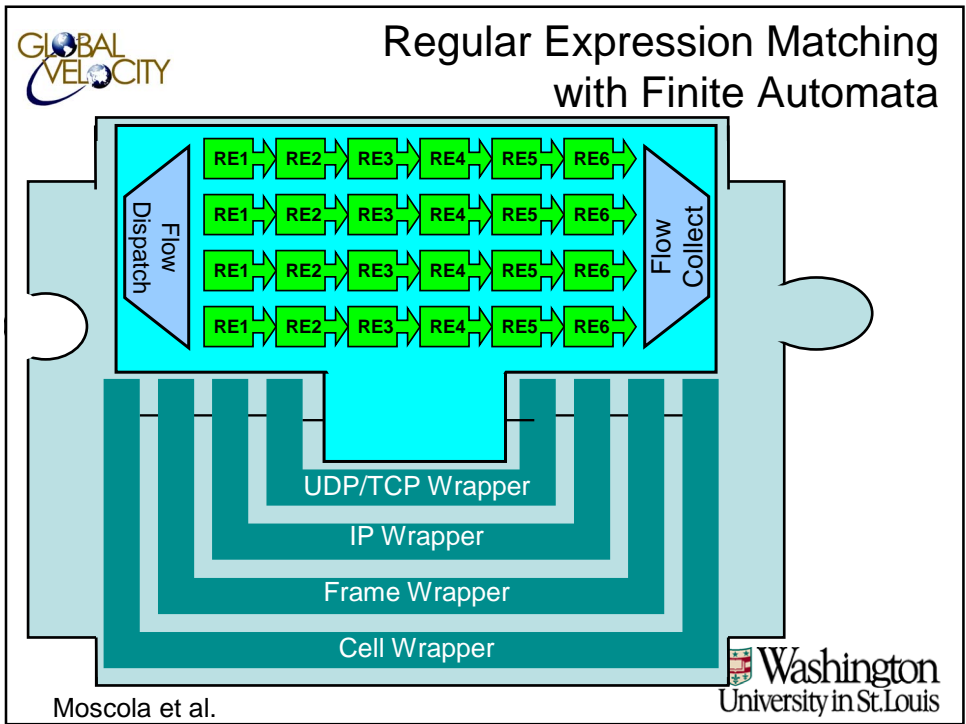 GLOBAL
VELOCITY
Regular Expression Matching
with Finite Automata
Flow
Dispatch
RE1 RE2 RE3 RE4 RE5 RE6
RE1 RE2 RE3 RE4 RE5 RE6
RE1 RE2 RE3 RE4 RE5 RE6
RE1 RE2 RE3 RE4 RE5 RE6
Flow
Collect
UDP/TCP Wrapper
IP Wrapper
Frame Wrapper
Cell Wrapper
Moscola et al.
Washington
University in St.Louis